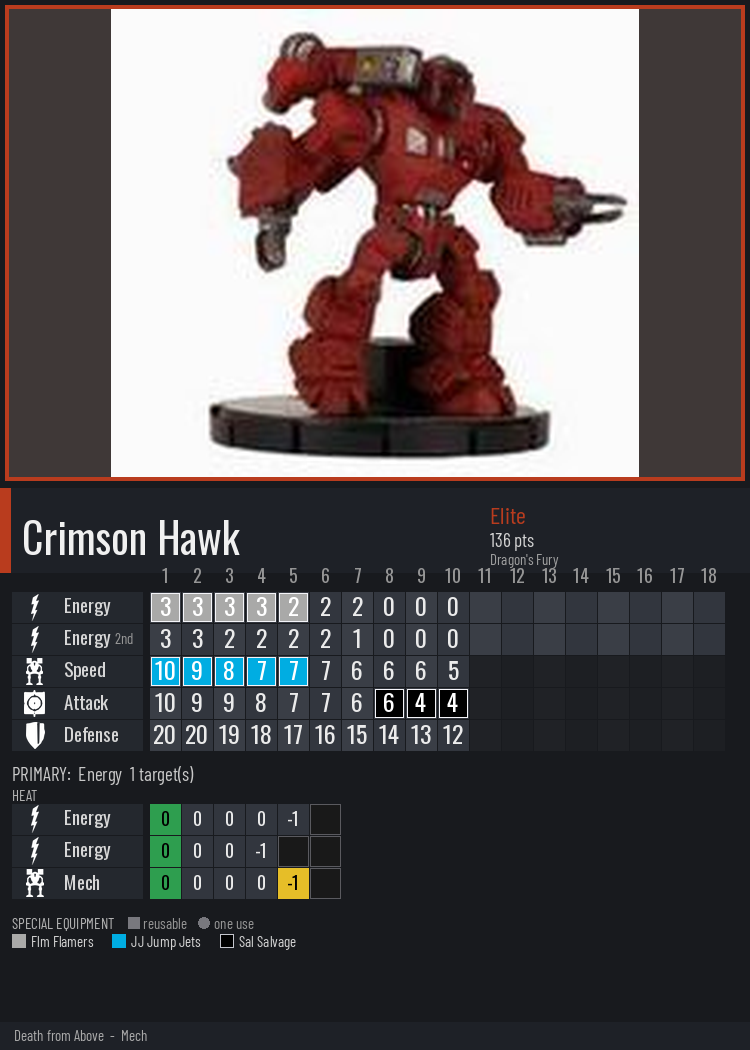 Crimson Hawk
Elite
136 pts
Dragon's Fury
1 2 3 4 5 6 7 8 9 10 11 12 13 14 15 16 17 18
Energy 3 3 3 3 2 2 2 0 0 0
Energy 2nd 3 3 2 2 2 2 1 0 0 0
Speed 10 9 8 7 7 7 6 6 6 5
Attack 10 9 9 8 7 7 6 6 4 4
Defense 20 20 19 18 17 16 15 14 13 12
PRIMARY: Energy 1 target(s)
HEAT
Energy 0 0 0 0 -1
Energy 0 0 0 -1
Mech 0 0 0 0 -1
SPECIAL EQUIPMENT reusable one use
Flm Flamers JJ Jump Jets Sal Salvage
Death from Above - Mech